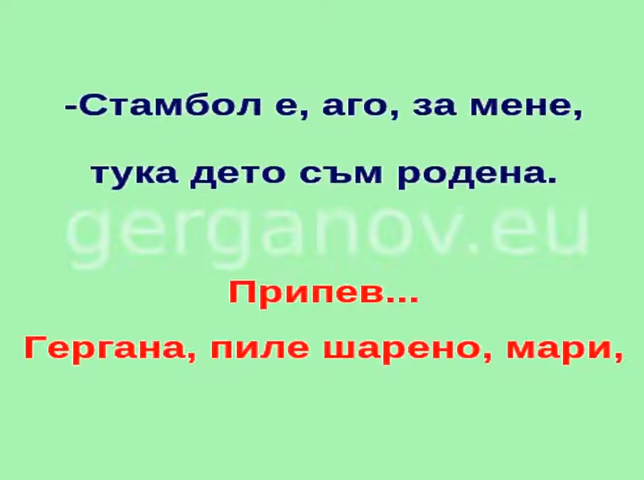 -Стамбол е, аго, за мене,
тука дето съм родена.
gerganov.eu
Припев...
Гергана, пиле шарено, мари,